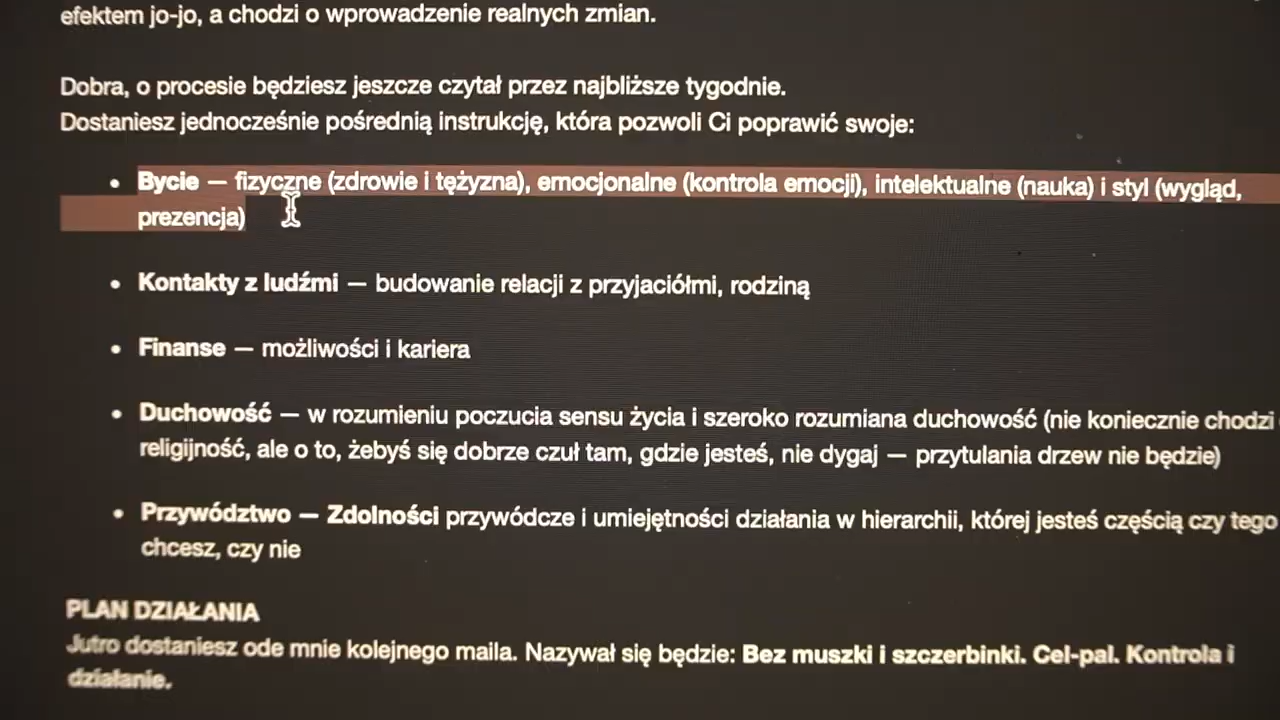 efektem jo-jo, a chodzi o wprowadzenie realnych zmian.
Dobra, o procesie będziesz jeszcze czytał przez najbliższe tygodnie.
Dostaniesz jednocześnie pośrednią instrukcję, która pozwoli Ci poprawić swoje:
• Bycie — fizyczne (zdrowie i tężyzna), emocjonalne (kontrola emocji), intelektualne (nauka) i styl (wygląd,
prezencja)
• Kontakty z ludźmi — budowanie relacji z przyjaciółmi, rodziną
• Finanse — możliwości i kariera
• Duchowość — w rozumieniu poczucia sensu życia i szeroko rozumiana duchowość (nie koniecznie chodzi
religijność, ale o to, żebyś się dobrze czuł tam, gdzie jesteś, nie dygaj — przytulania drzew nie będzie)
• Przywództwo — Zdolności przywódcze i umiejętności działania w hierarchii, której jesteś częścią czy tego
chcesz, czy nie
PLAN DZIAŁANIA
Jutro dostaniesz ode mnie kolejnego maila. Nazywał się będzie: Bez muszki i szczerbinki. Cel-pal. Kontrola i
działanie.